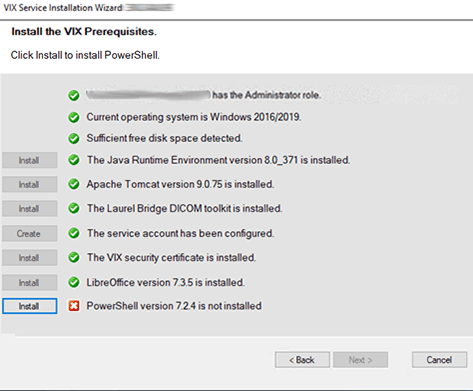 VIX Service Installation Wizard
Install the VIX Prerequisites.
Click Install to install PowerShell.
has the Administrator role.
Current operating system is Windows 2016/2019.
Sufficient free disk space detected.
Install The Java Runtime Environment version 8.0_371 is installed.
Install Apache Tomcat version 9.0.75 is installed.
Install The Laurel Bridge DICOM toolkit is installed.
Create The service account has been configured.
Install The VIX security certificate is installed.
Install LibreOffice version 7.3.5 is installed.
Install PowerShell version 7.2.4 is not installed
< Back Next > Cancel